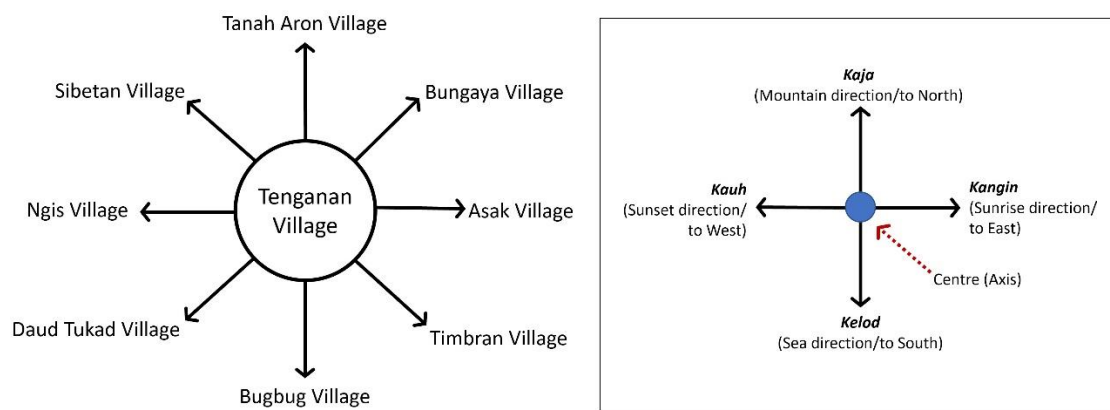 Tanah Aron Village
Sibetan Village
Bungaya Village
Tenganan
Village
Ngis Village
Asak Village
Daud Tukad Village
Timbran Village
Bugbug Village
Kaja
(Mountain direction/to North)
Kauh
(Sunset direction/
to West)
Kangin
(Sunrise direction/
to East)
Centre (Axis)
Kelod
(Sea direction/to South)